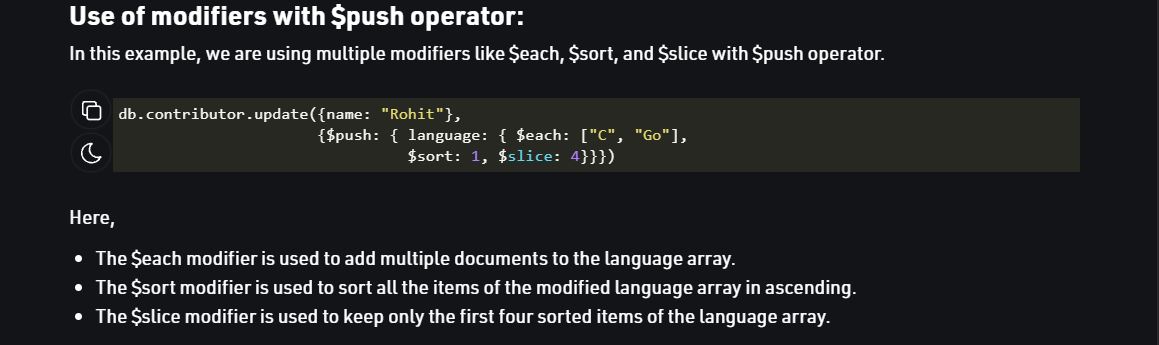 Use of modifiers with $push operator:
In this example, we are using multiple modifiers like $each, $sort, and $slice with $push operator.
db.contributor.update({name: "Rohit"},
{$push: { language: { $each: ["C", "Go"],
$sort: 1, $slice: 4}}})
Here,
• The $each modifier is used to add multiple documents to the language array.
• The $sort modifier is used to sort all the items of the modified language array in ascending.
• The $slice modifier is used to keep only the first four sorted items of the language array.